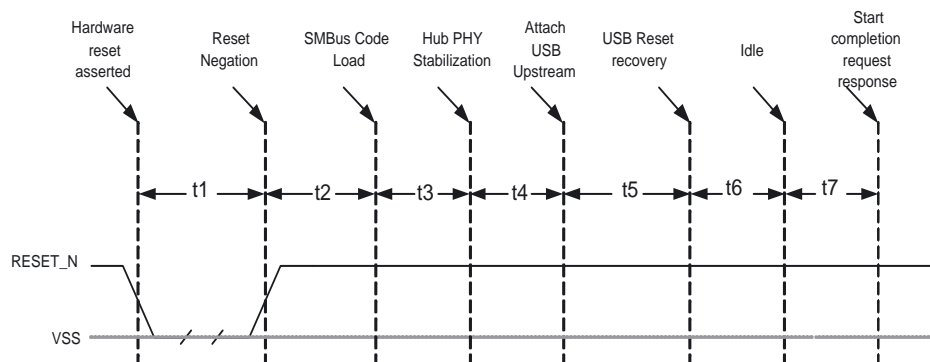 Hardware
reset
asserted
Reset
Negation
SMBus Code
Load
Hub PHY
Stabilization
Attach
USB
Upstream
USB Reset
recovery
Idle
Start
completion
request
response
t1
t2
t3
t4
t5
t6
t7
RESET_N
VSS